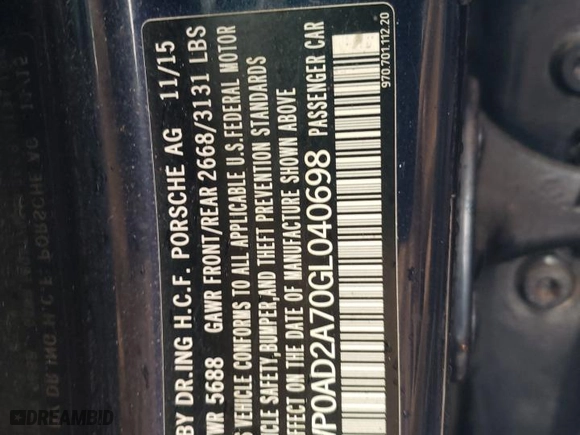 BY DR.ING H.C.F. PORSCHE AG 11/15
WR 5688 GAWR FRONT/REAR 2668/3131 LBS
S VEHICLE CONFORMS TO ALL APPLICABLE U.S.FEDERAL MOTOR
HICLE SAFETY,BUMPER,AND THEFT PREVENTION STANDARDS
EFFECT ON THE DATE OF MANUFACTURE SHOWN ABOVE
VP0AD2A70GL040698 PASSENGER CAR
970.701.112.20
DREAMBID